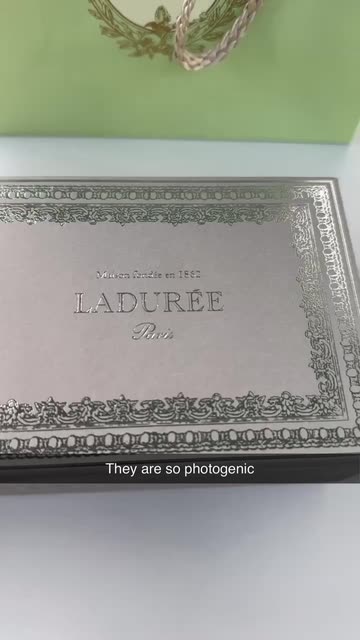 Maison fondée en 1862
LADURÉE
Paris
They are so photogenic